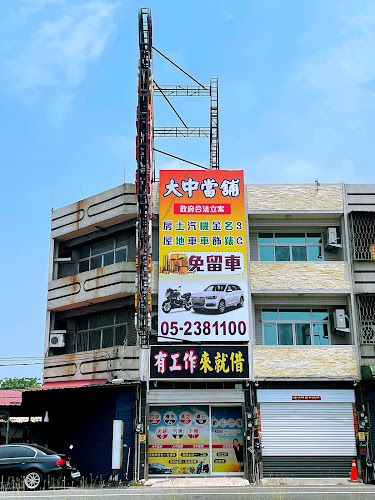 大中當舖
政府合法立案
房土汽機金名3
屋地車車飾錶C
免留車
05-2381100
有工作來就借